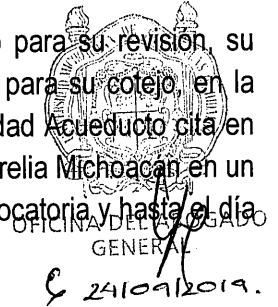 para su revisión, su
para su cotejo, en la
dad Acueducto cita en
relia Michoacán en un
ocatoria y hasta el día
OFICINA DEL ABOGADO
GENERAL
24/09/2019.